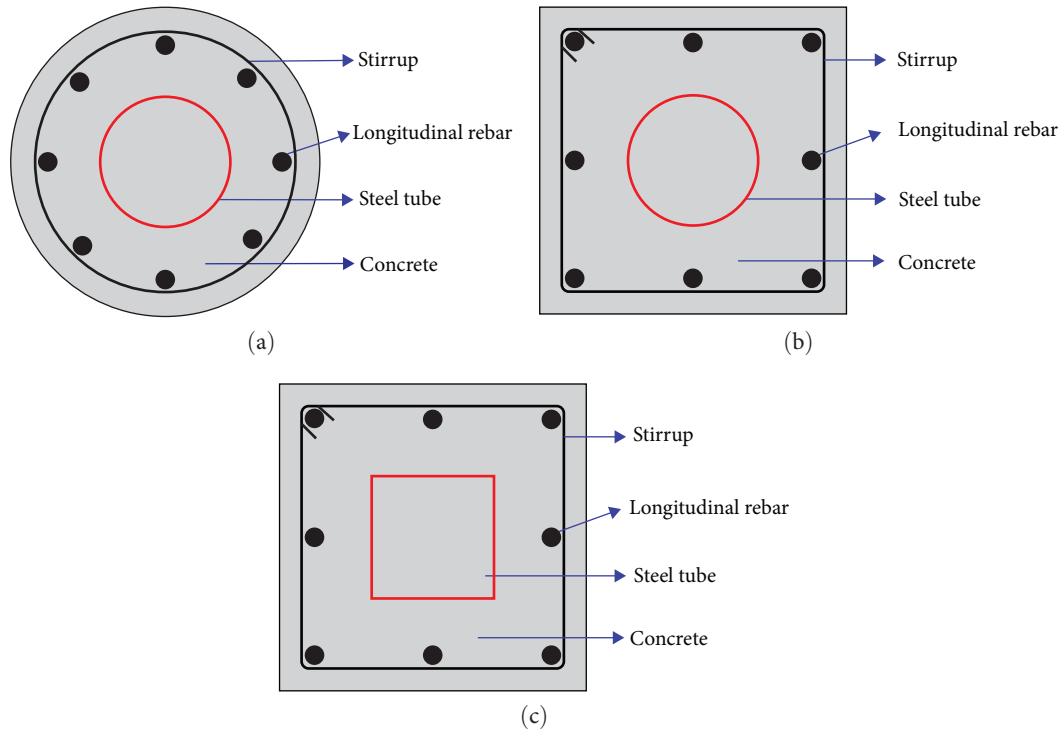 Stirrup
Longitudinal rebar
Steel tube
Concrete
(a)
Stirrup
Longitudinal rebar
Steel tube
Concrete
(b)
Stirrup
Longitudinal rebar
Steel tube
Concrete
(c)